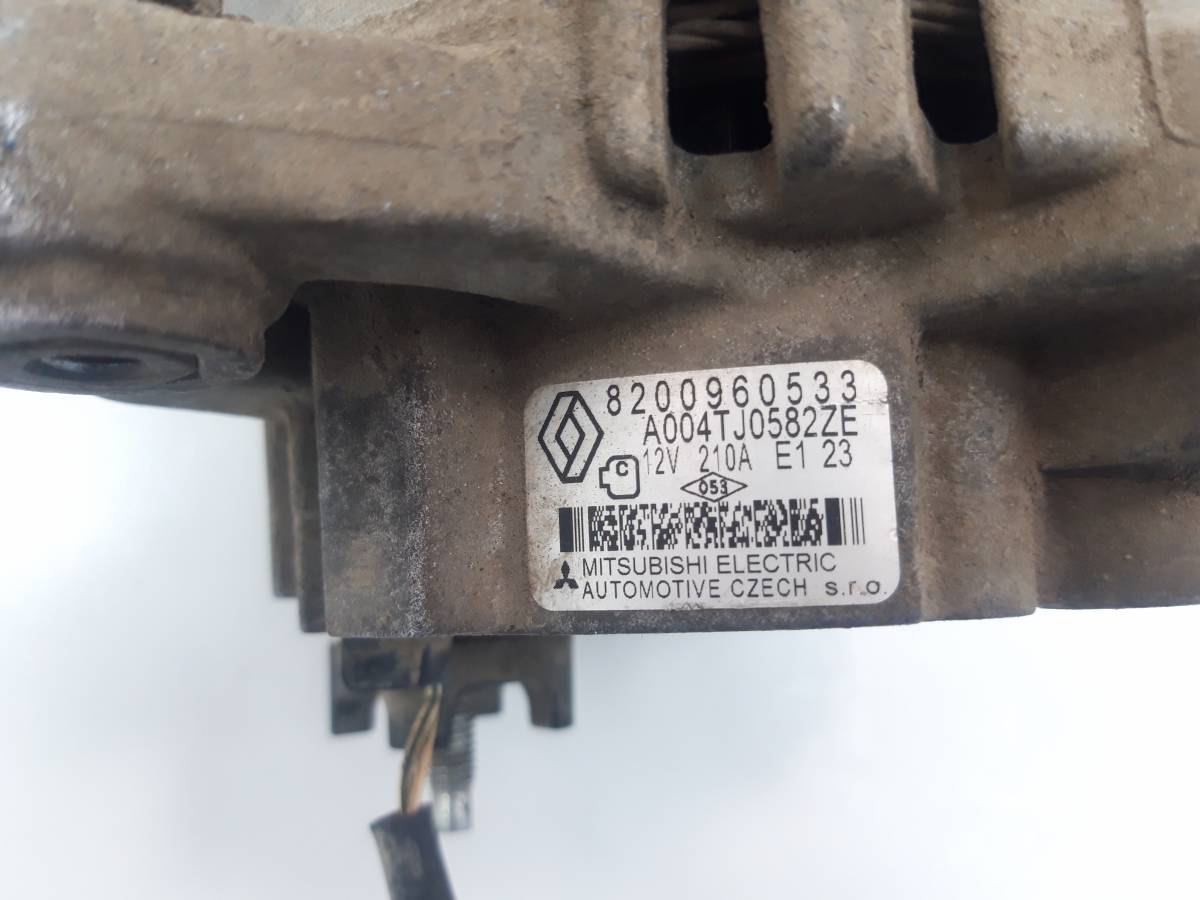 8200960533
A004TJ0582ZE
12V 210A E1 23
C
053
MITSUBISHI ELECTRIC
AUTOMOTIVE CZECH s.r.o.